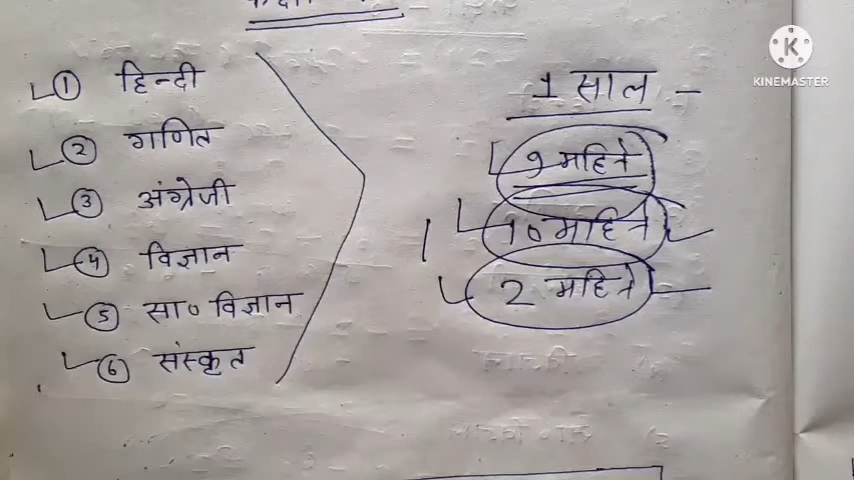 ① हिन्दी
② गणित
③ अंग्रेजी
④ विज्ञान
⑤ सा० विज्ञान
⑥ संस्कृत
1 साल -
9 महिने
10 महिने
2 महिने
K
KINEMASTER